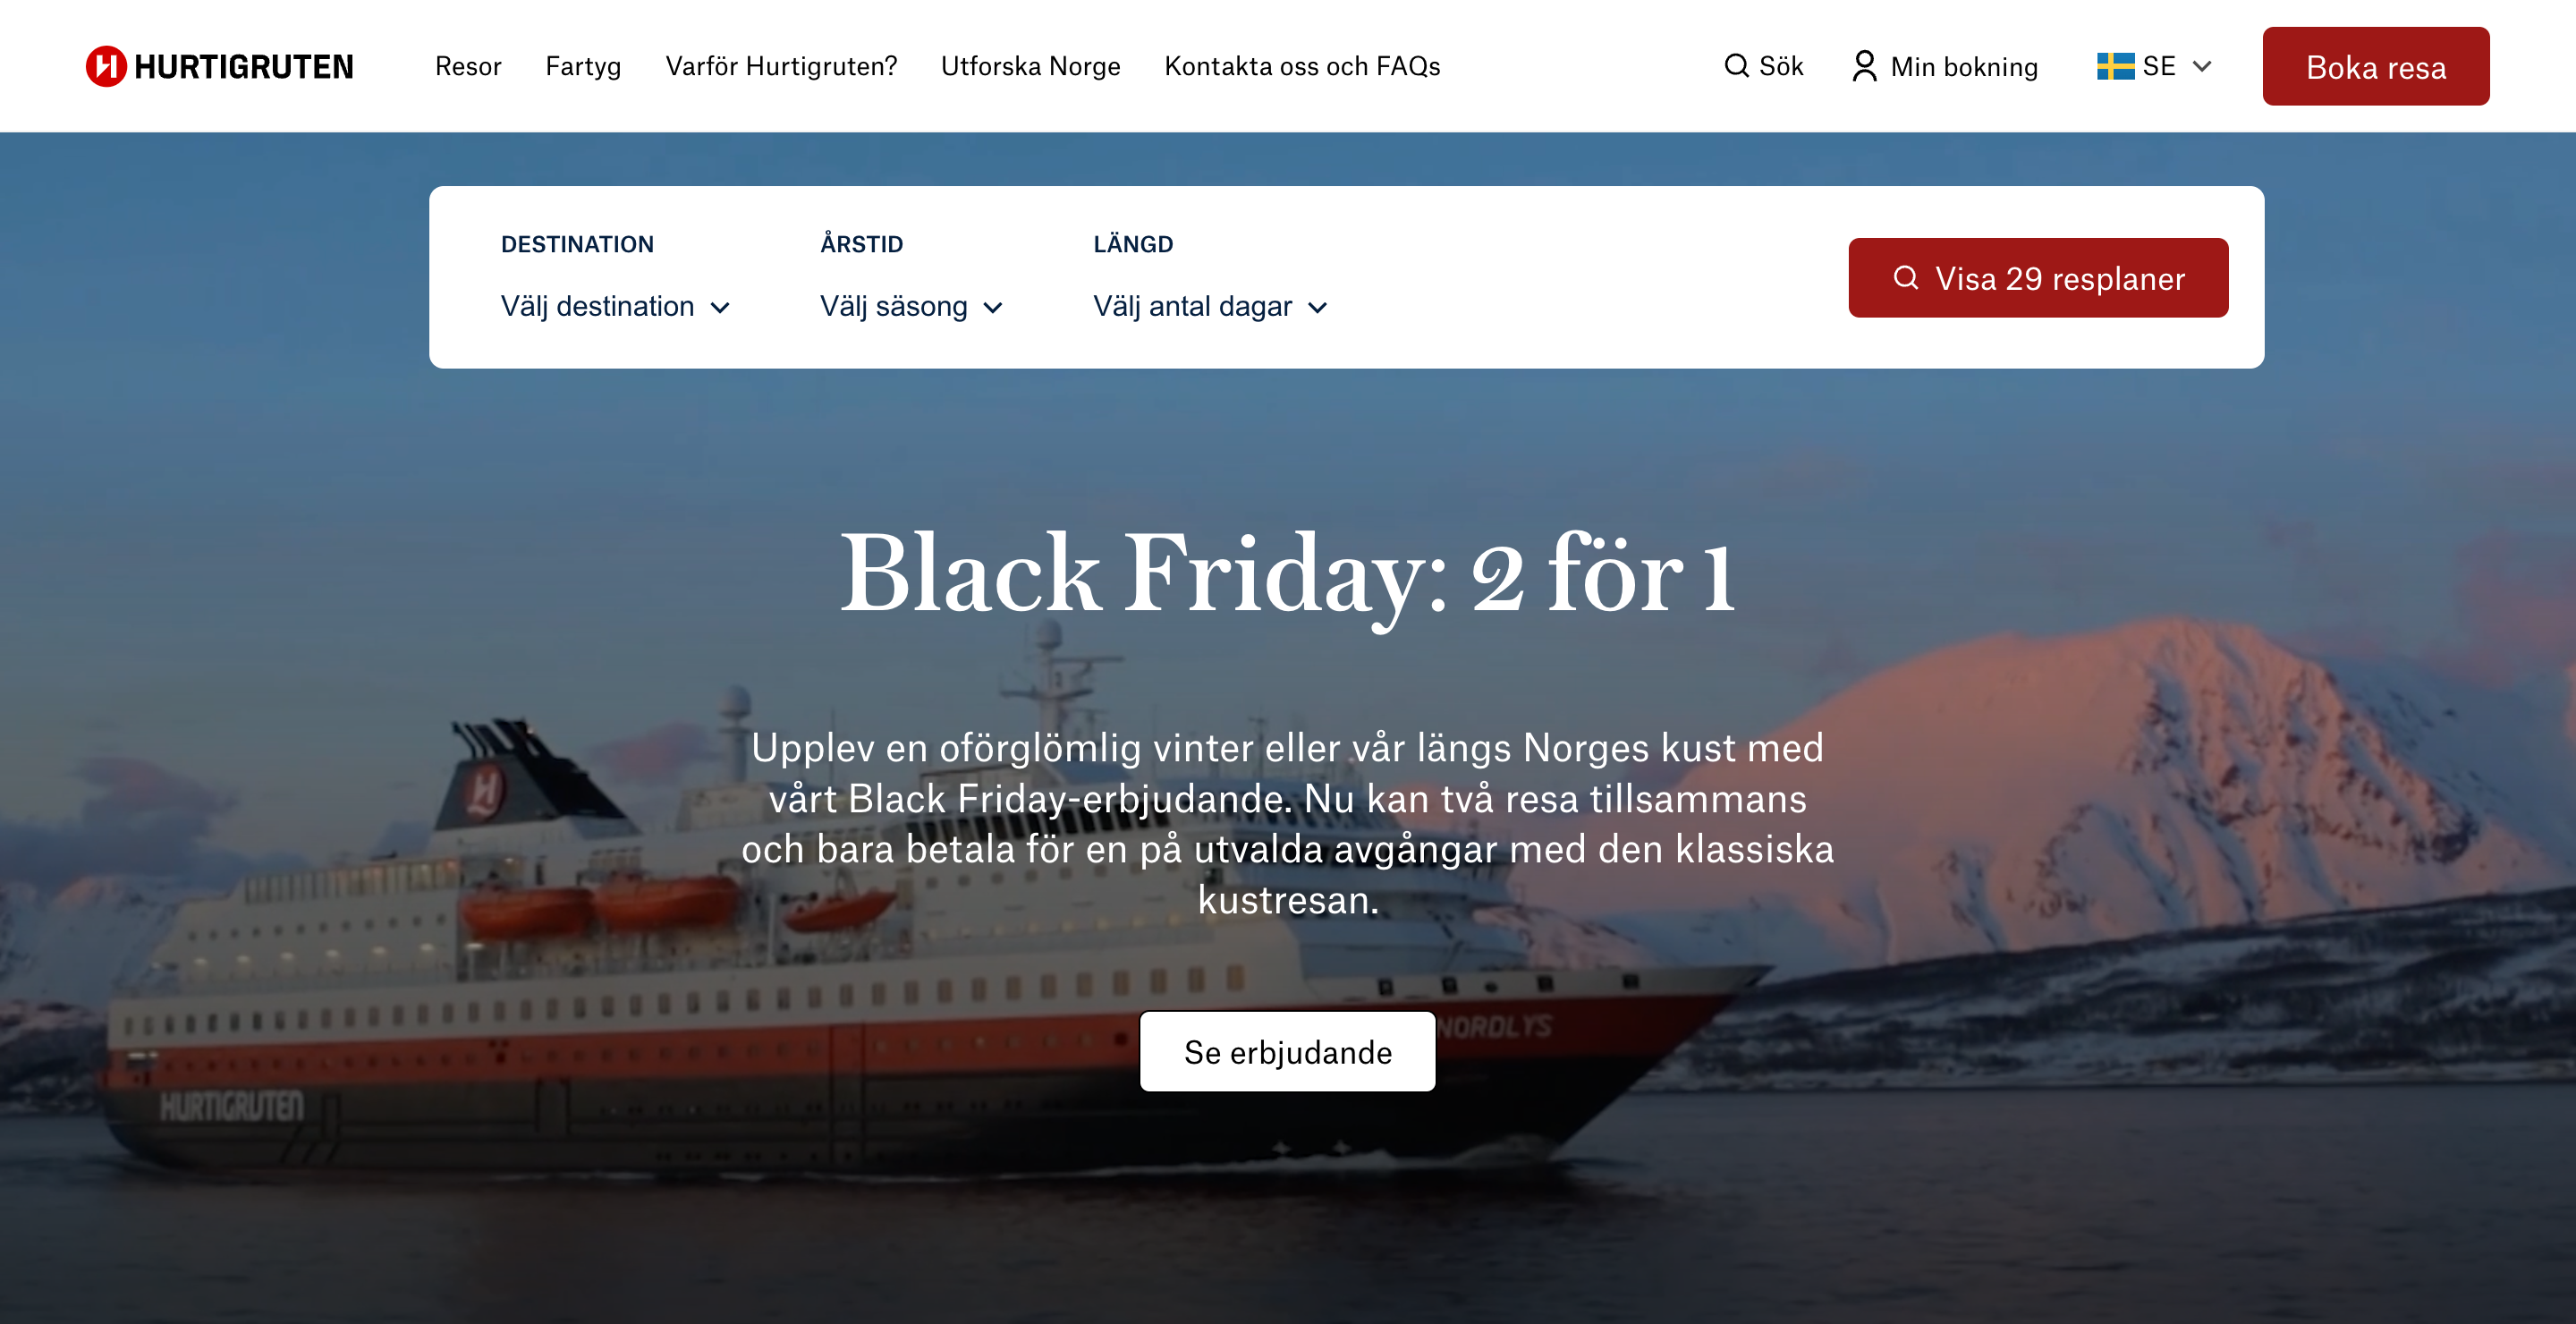 HURTIGRUTEN
Resor
Fartyg
Varför Hurtigruten?
Utforska Norge
Kontakta oss och FAQs
Sök
Min bokning
SE
Boka resa
DESTINATION
Välj destination
ÅRSTID
Välj säsong
LÄNGD
Välj antal dagar
Visa 29 resplaner
Black Friday: 2 för 1
Upplev en oförglömlig vinter eller vår längs Norges kust med
vårt Black Friday-erbjudande. Nu kan två resa tillsammans
och bara betala för en på utvalda avgångar med den klassiska
kustresan.
Se erbjudande
NORDLYS
HURTIGRUTEN